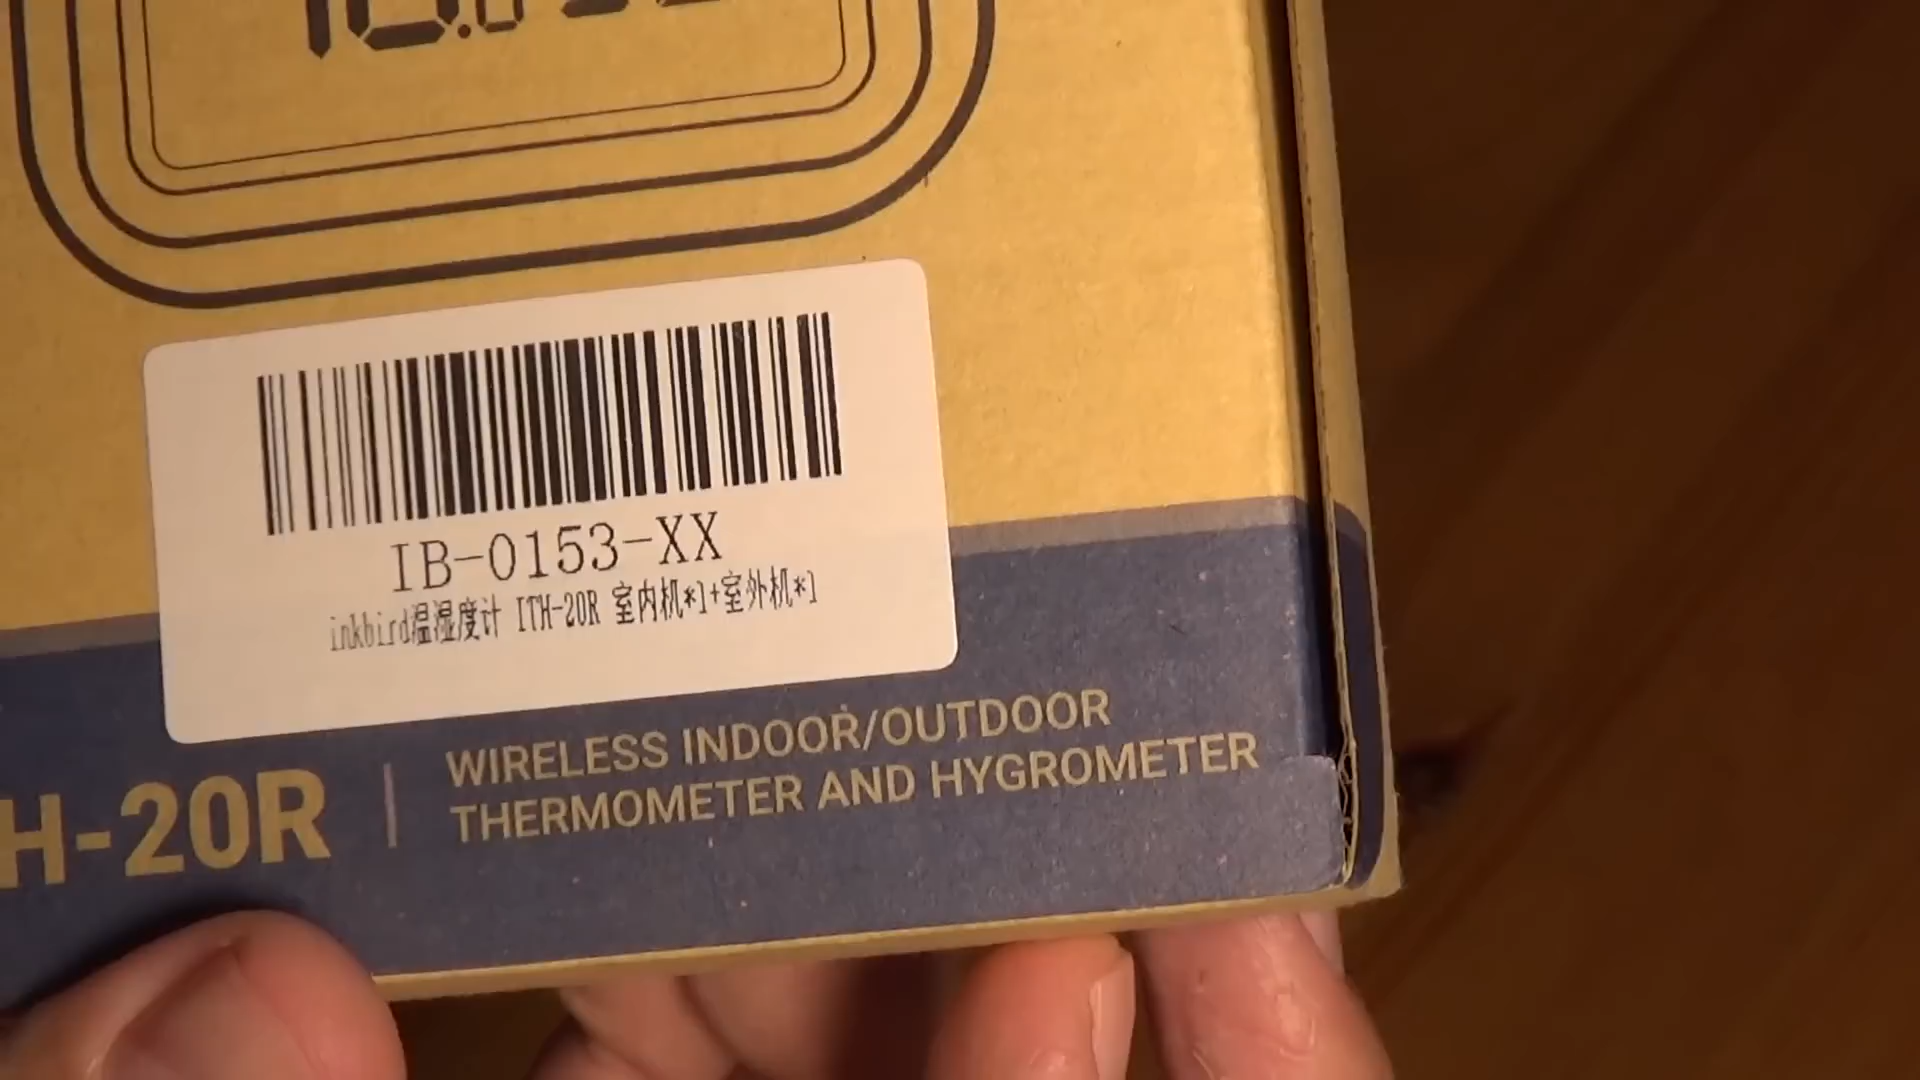 IB-0153-XX
inkbird温湿度计 ITH-20R 室内机*1+室外机*1
H-20R
WIRELESS INDOOR/OUTDOOR
THERMOMETER AND HYGROMETER